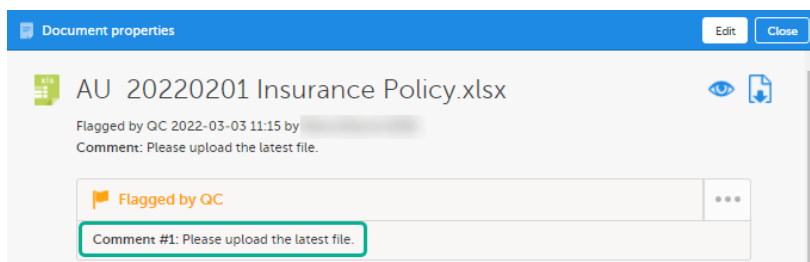 Document properties
Edit
Close
xls
AU 20220201 Insurance Policy.xlsx
Flagged by QC 2022-03-03 11:15 by
Comment: Please upload the latest file.
Flagged by QC
Comment #1: Please upload the latest file.